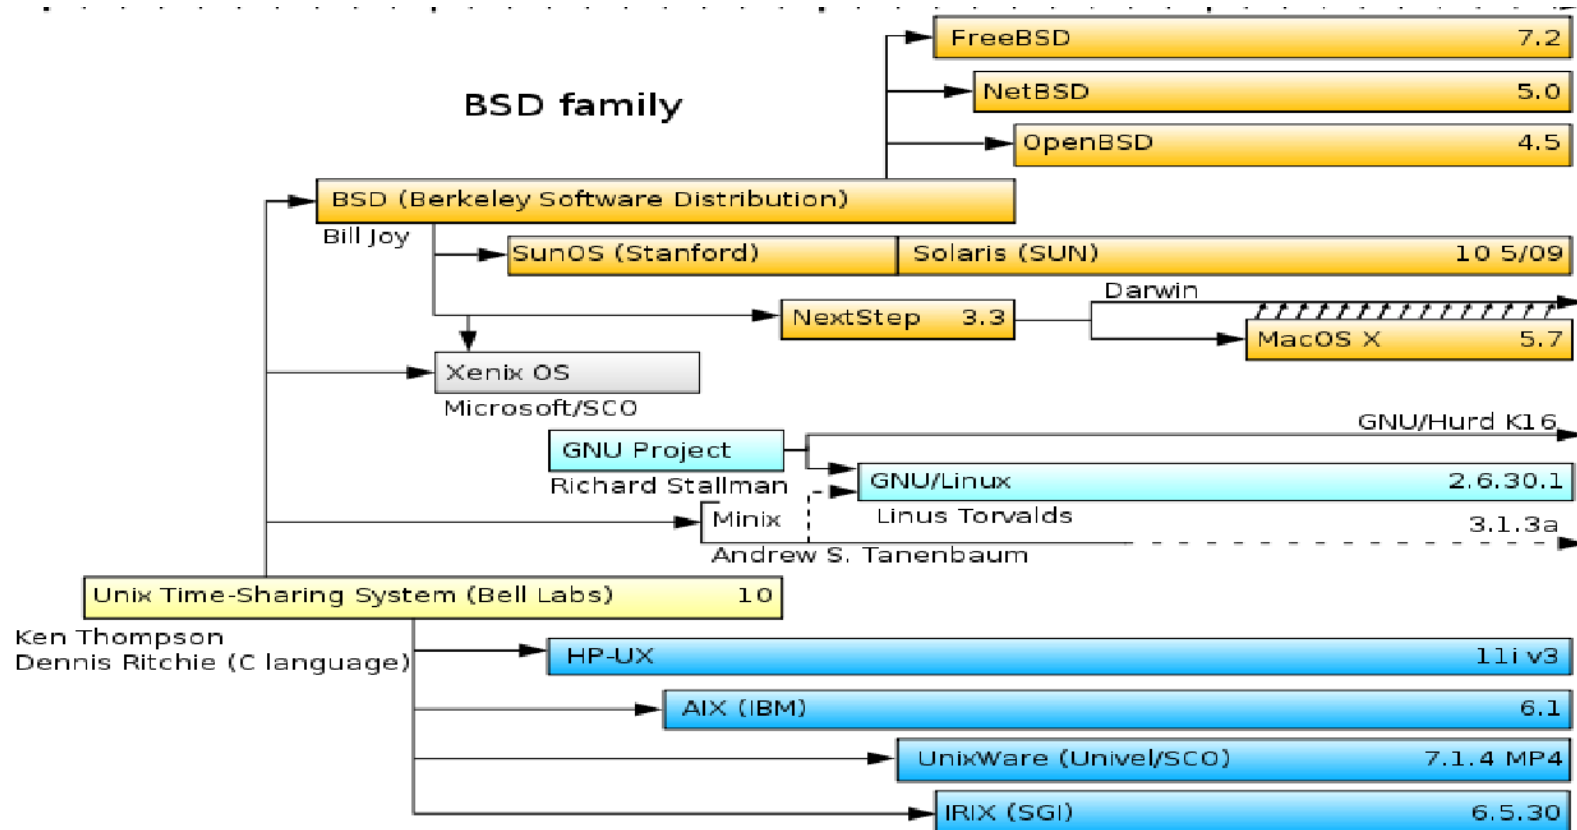 FreeBSD 7.2
NetBSD 5.0
BSD family
OpenBSD 4.5
BSD (Berkeley Software Distribution)
Bill Joy
SunOS (Stanford) Solaris (SUN) 10 5/09
Darwin
NextStep 3.3
MacOS X 5.7
Xenix OS
Microsoft/SCO
GNU/Hurd K16
GNU Project
Richard Stallman
GNU/Linux 2.6.30.1
Linus Torvalds
Minix 3.1.3a
Andrew S. Tanenbaum
Unix Time-Sharing System (Bell Labs) 10
Ken Thompson
Dennis Ritchie (C language)
HP-UX 11i v3
AIX (IBM) 6.1
UnixWare (Univel/SCO) 7.1.4 MP4
IRIX (SGI) 6.5.30